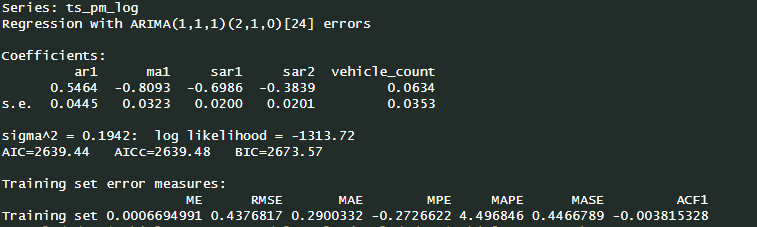 Series: ts_pm_log
Regression with ARIMA(1,1,1)(2,1,0)[24] errors
Coefficients:
ar1 ma1 sar1 sar2 vehicle_count
0.5464 -0.8093 -0.6986 -0.3839 0.0634
s.e. 0.0445 0.0323 0.0200 0.0201 0.0353
sigma^2 = 0.1942: log likelihood = -1313.72
AIC=2639.44 AICc=2639.48 BIC=2673.57
Training set error measures:
ME RMSE MAE MPE MAPE MASE ACF1
Training set 0.0006694991 0.4376817 0.2900332 -0.2726622 4.496846 0.4466789 -0.003815328